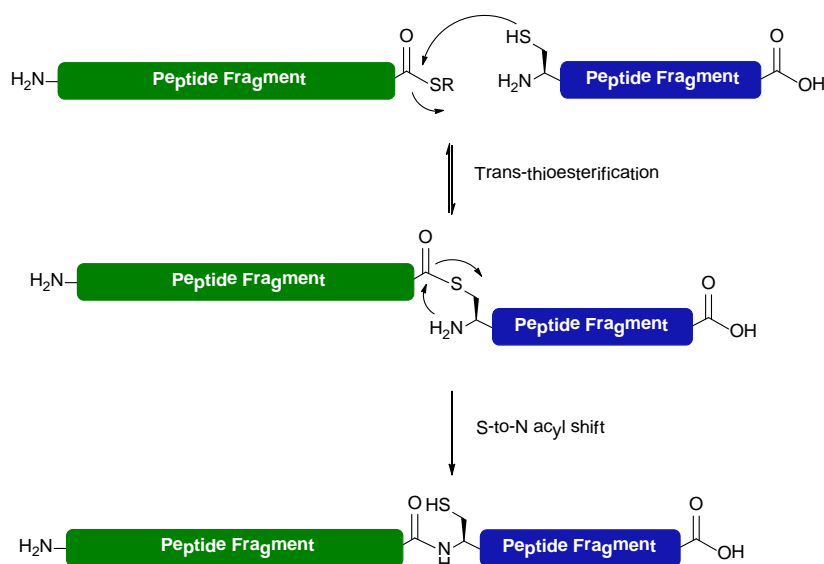 O HS O
H₂N Peptide Fragment SR H₂N Peptide Fragment OH
Trans-thioesterification
O
H₂N Peptide Fragment S O
H₂N Peptide Fragment OH
S-to-N acyl shift
O HS O
H₂N Peptide Fragment N Peptide Fragment OH
H